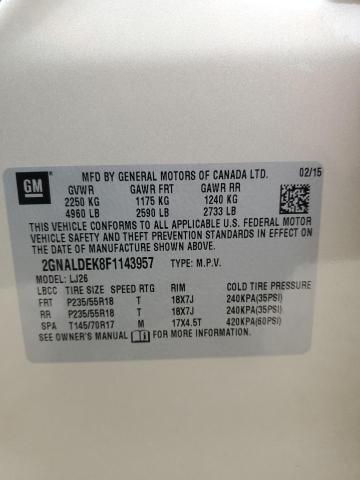 GM
MFD BY GENERAL MOTORS OF CANADA LTD. 02/15
GVWR GAWR FRT GAWR RR
2250 KG 1175 KG 1240 KG
4960 LB 2590 LB 2733 LB
THIS VEHICLE CONFORMS TO ALL APPLICABLE U.S. FEDERAL MOTOR
VEHICLE SAFETY AND THEFT PREVENTION STANDARDS IN EFFECT ON
THE DATE OF MANUFACTURE SHOWN ABOVE.
2GNALDEK8F1143957 TYPE: M.P.V.
MODEL: LJ26
LBCC TIRE SIZE SPEED RTG RIM COLD TIRE PRESSURE
FRT P235/55R18 T 18X7J 240KPA(35PSI)
RR P235/55R18 T 18X7J 240KPA(35PSI)
SPA T145/70R17 M 17X4.5T 420KPA(60PSI)
SEE OWNER'S MANUAL FOR MORE INFORMATION